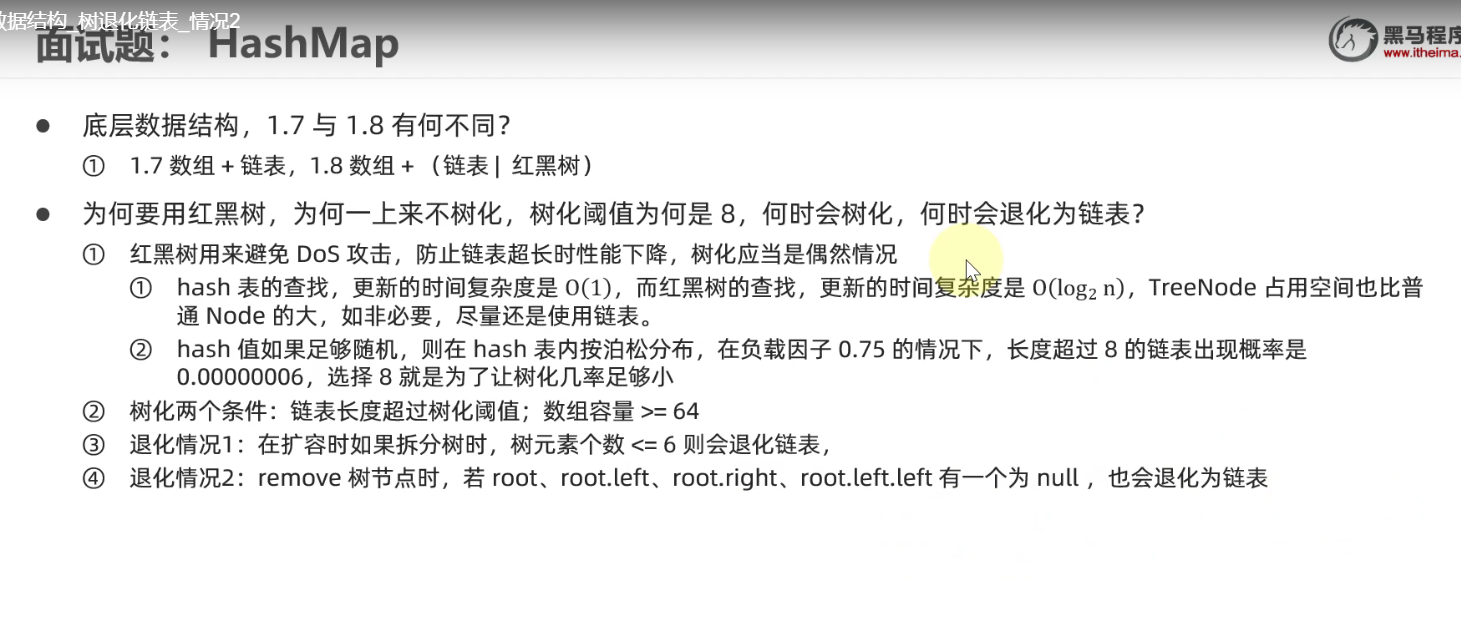 数据结构_树退化链表_情况2
面试题： HashMap
黑马程序
www.itheima.
● 底层数据结构，1.7 与 1.8 有何不同？
① 1.7 数组 + 链表，1.8 数组 + （链表 | 红黑树）
● 为何要用红黑树，为何一上来不树化，树化阈值为何是 8，何时会树化，何时会退化为链表？
① 红黑树用来避免 DoS 攻击，防止链表超长时性能下降，树化应当是偶然情况
① hash 表的查找，更新的时间复杂度是 O(1)，而红黑树的查找，更新的时间复杂度是 O(log₂ n)，TreeNode 占用空间也比普
通 Node 的大，如非必要，尽量还是使用链表。
② hash 值如果足够随机，则在 hash 表内按泊松分布，在负载因子 0.75 的情况下，长度超过 8 的链表出现概率是
0.00000006，选择 8 就是为了让树化几率足够小
② 树化两个条件：链表长度超过树化阈值；数组容量 >= 64
③ 退化情况1：在扩容时如果拆分树时，树元素个数 <= 6 则会退化链表，
④ 退化情况2：remove 树节点时，若 root、root.left、root.right、root.left.left 有一个为 null ，也会退化为链表